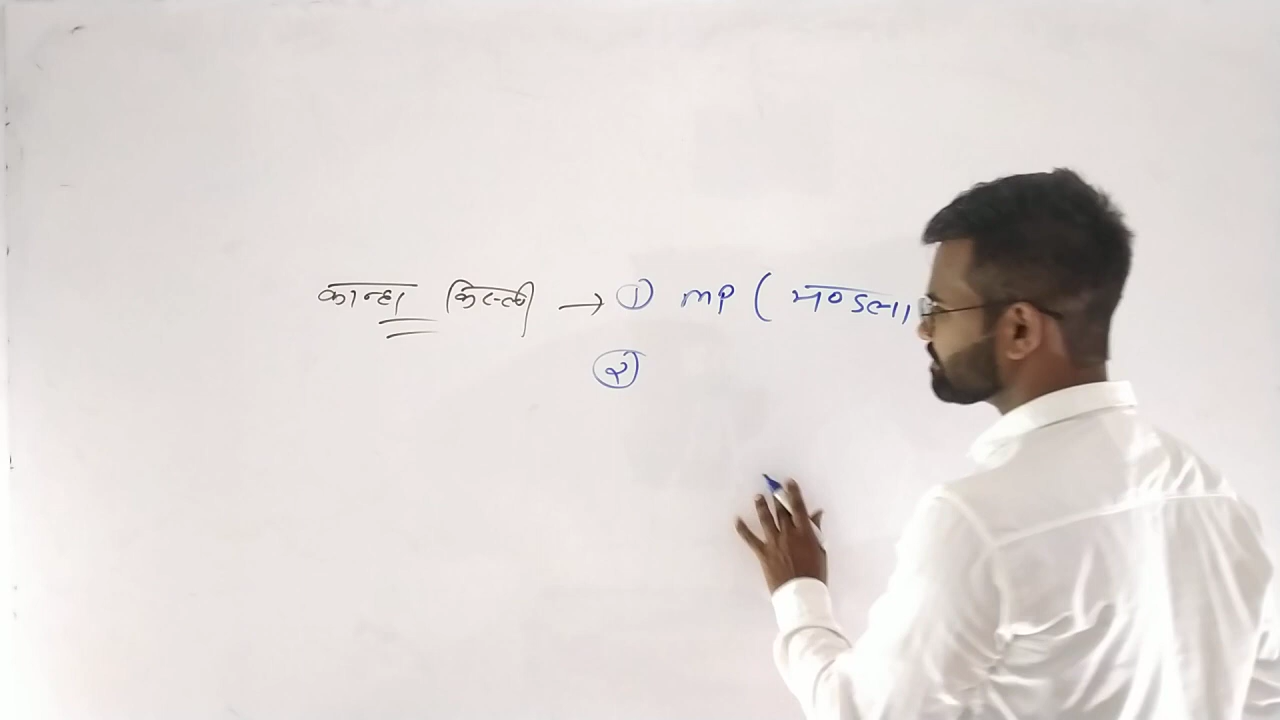 कान्हा किस्ली → ① MP ( मण्डला
②